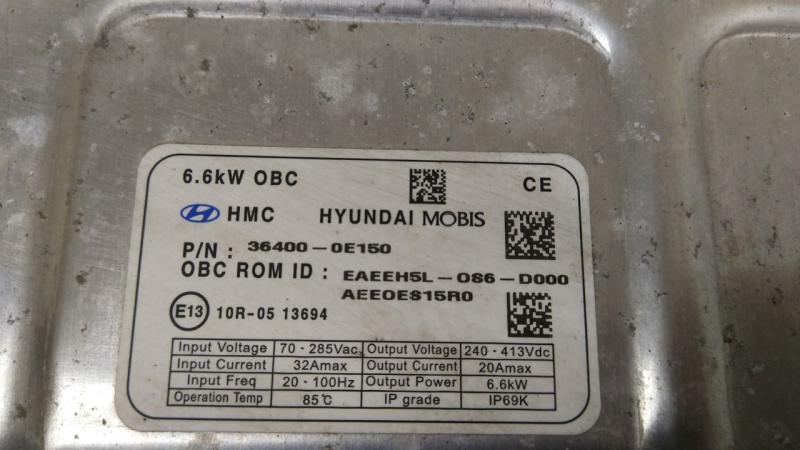 6.6kW OBC CE
HMC HYUNDAI MOBIS
P/N : 36400-0E150
OBC ROM ID : EAEEH5L-086-D000
AEE0E815R0
E13 10R-05 13694
Input Voltage 70-285Vac Output Voltage 240-413Vdc
Input Current 32Amax Output Current 20Amax
Input Freq 20-100Hz Output Power 6.6kW
Operation Temp 85℃ IP grade IP69K